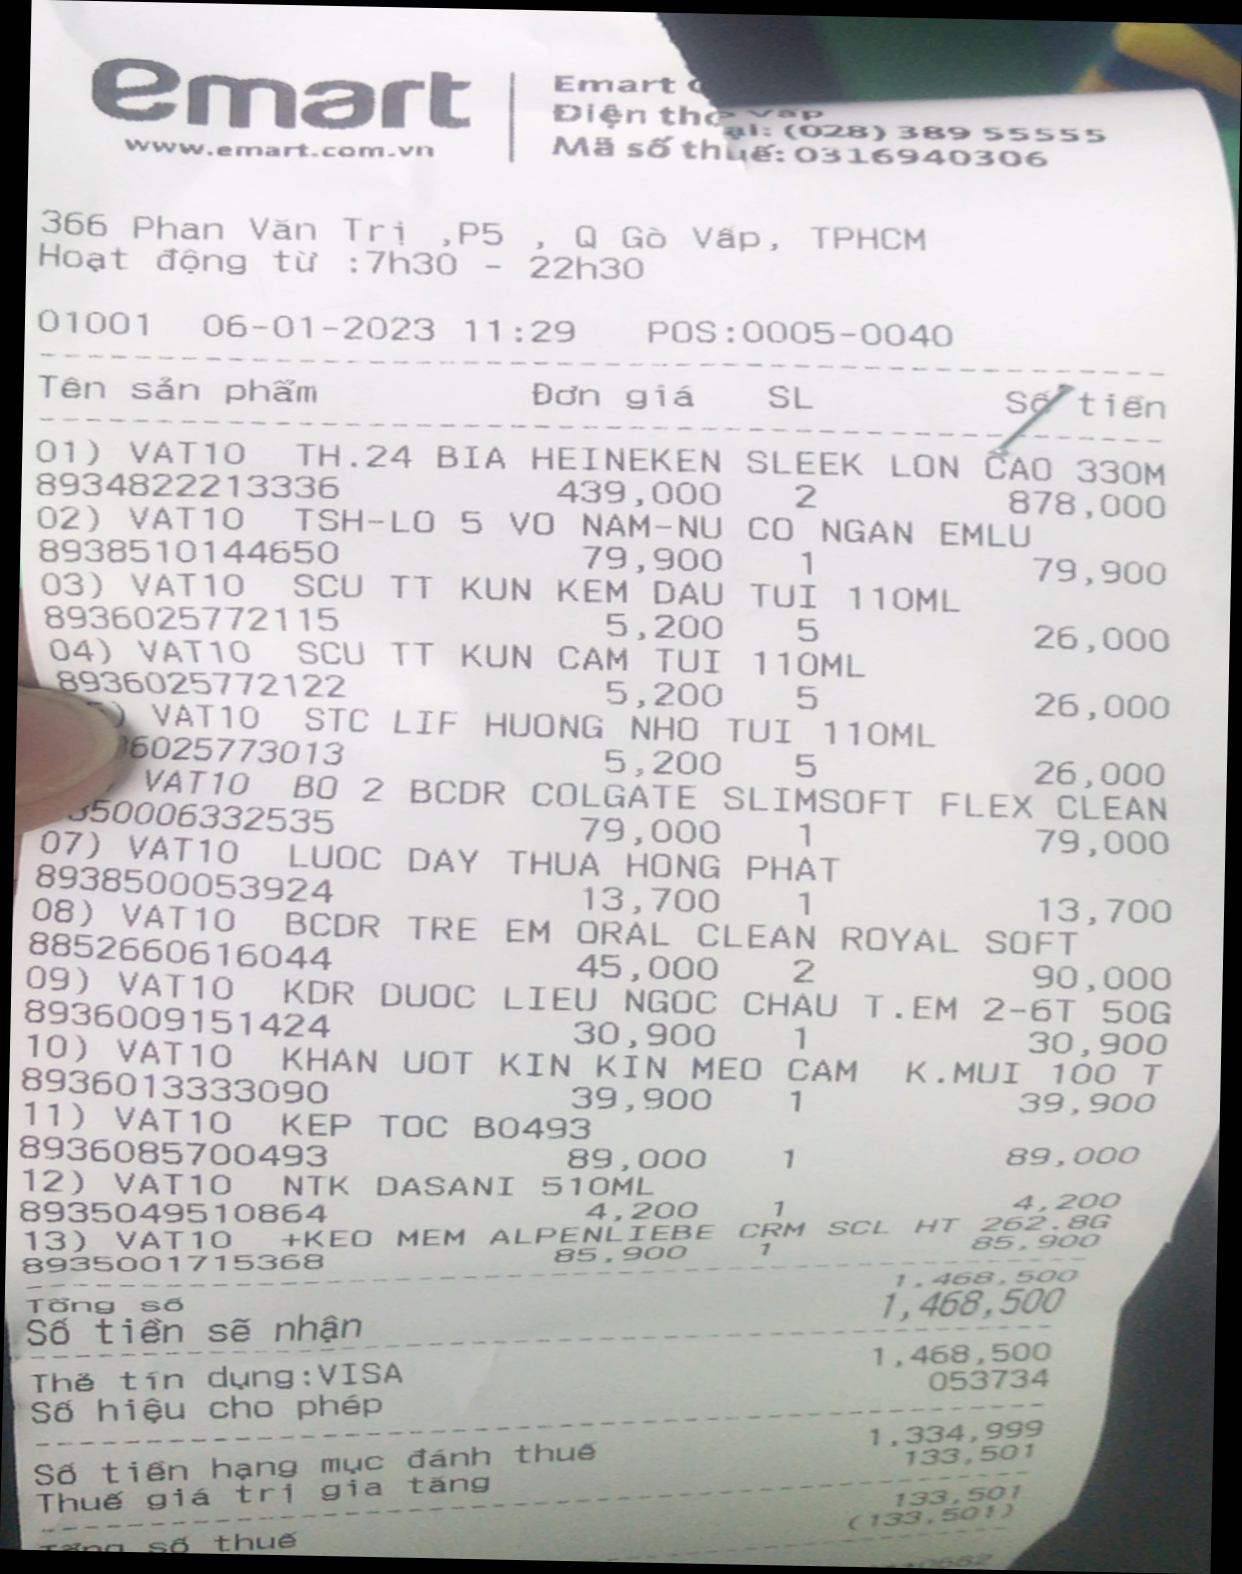 emart
www.emart.com.vn
Emart
Vấp
Điện thoại: (028) 389 55555
Mã số thuế: 0316940306
366 Phan Văn Trị ,P5 , Q Gò Vấp, TPHCM
Hoạt động từ :7h30 - 22h30
01001 06-01-2023 11:29 POS:0005-0040
Tên sản phẩm Đơn giá SL Số tiền
01) VAT10 TH.24 BIA HEINEKEN SLEEK LON CAO 330M
8934822213336 439,000 2 878,000
02) VAT10 TSH-LO 5 VO NAM-NU CO NGAN EMLU
8938510144650 79,900 1 79,900
03) VAT10 SCU TT KUN KEM DAU TUI 110ML
8936025772115 5,200 5 26,000
04) VAT10 SCU TT KUN CAM TUI 110ML
8936025772122 5,200 5 26,000
) VAT10 STC LIF HUONG NHO TUI 110ML
6025773013 5,200 5 26,000
VAT10 BO 2 BCDR COLGATE SLIMSOFT FLEX CLEAN
50006332535 79,000 1 79,000
07) VAT10 LUOC DAY THUA HONG PHAT
8938500053924 13,700 1 13,700
08) VAT10 BCDR TRE EM ORAL CLEAN ROYAL SOFT
8852660616044 45,000 2 90,000
09) VAT10 KDR DUOC LIEU NGOC CHAU T.EM 2-6T 50G
8936009151424 30,900 1 30,900
10) VAT10 KHAN UOT KIN KIN MEO CAM K.MUI 100 T
8936013333090 39,900 1 39,900
11) VAT10 KEP TOC B0493
8936085700493 89,000 1 89,000
12) VAT10 NTK DASANI 510ML
8935049510864 4,200 1 4,200
13) VAT10 +KEO MEM ALPENLIEBE CRM SCL HT 262.8G
8935001715368 85,900 1 85,900
Tổng số 1,468,500
Số tiền sẽ nhận 1,468,500
Thẻ tín dụng:VISA 1,468,500
Số hiệu cho phép 053734
Số tiền hạng mục đánh thuế 1,334,999
Thuế giá trị gia tăng 133,501
Tổng số thuế 133,501
(133,501)